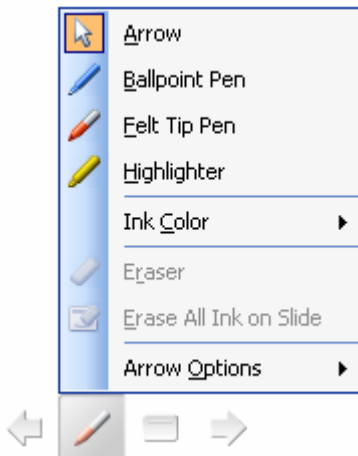 Arrow
Ballpoint Pen
Felt Tip Pen
Highlighter
Ink Color
Eraser
Erase All Ink on Slide
Arrow Options